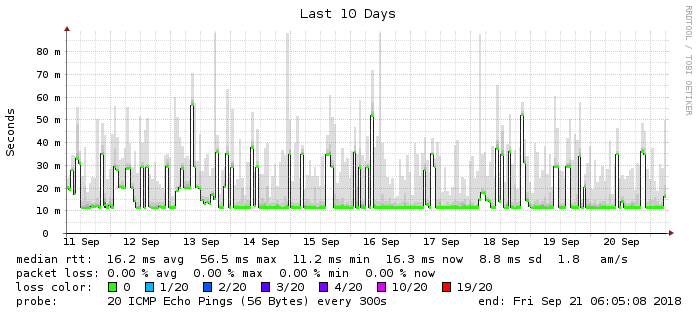 Last 10 Days
RRDTOOL / TOBI OETIKER
Seconds
80 m
70 m
60 m
50 m
40 m
30 m
20 m
10 m
0
11 Sep 12 Sep 13 Sep 14 Sep 15 Sep 16 Sep 17 Sep 18 Sep 19 Sep 20 Sep
median rtt: 16.2 ms avg 56.5 ms max 11.2 ms min 16.3 ms now 8.8 ms sd 1.8 am/s
packet loss: 0.00 % avg 0.00 % max 0.00 % min 0.00 % now
loss color: 0 1/20 2/20 3/20 4/20 10/20 19/20
probe: 20 ICMP Echo Pings (56 Bytes) every 300s end: Fri Sep 21 06:05:08 2018